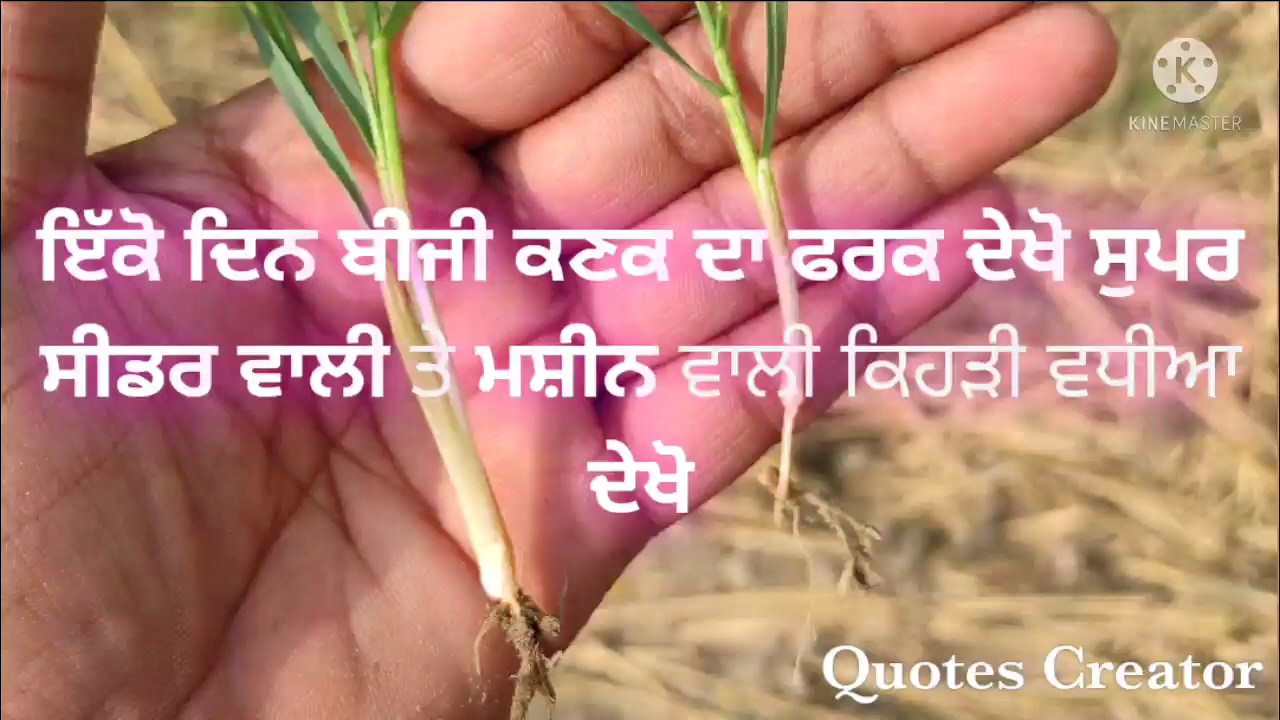 KINEMASTER
ਇੱਕੋ ਦਿਨ ਬੀਜੀ ਕਣਕ ਦਾ ਫਰਕ ਦੇਖੋ ਸੁਪਰ
ਸੀਡਰ ਵਾਲੀ ਤੇ ਮਸ਼ੀਨ ਵਾਲੀ ਕਿਹੜੀ ਵਧੀਆ
ਦੇਖੋ
Quotes Creator